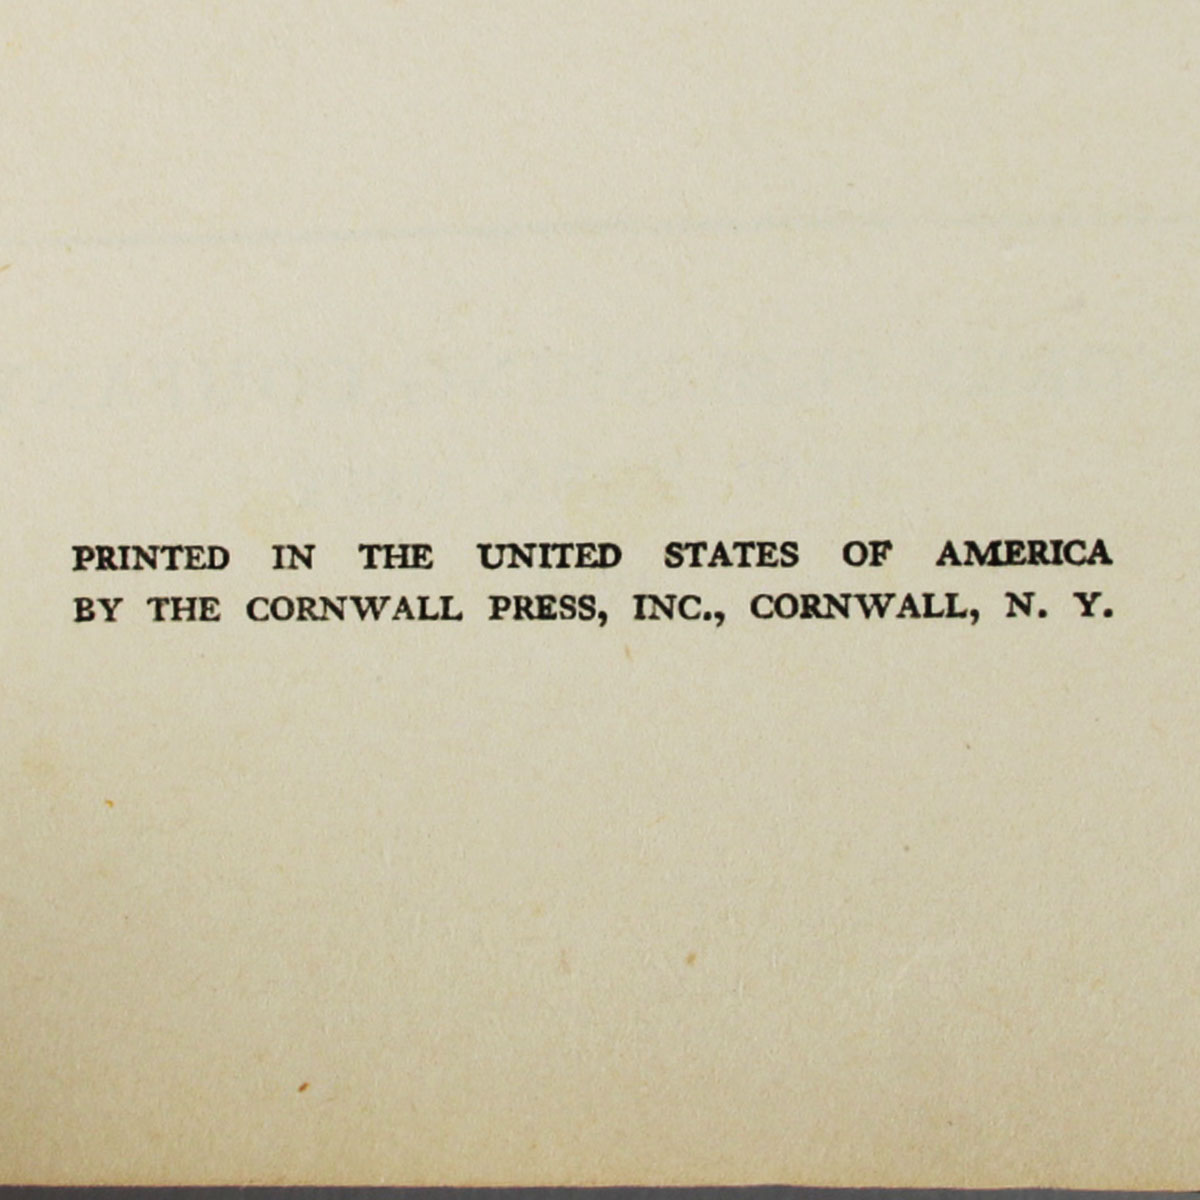 PRINTED IN THE UNITED STATES OF AMERICA
BY THE CORNWALL PRESS, INC., CORNWALL, N. Y.